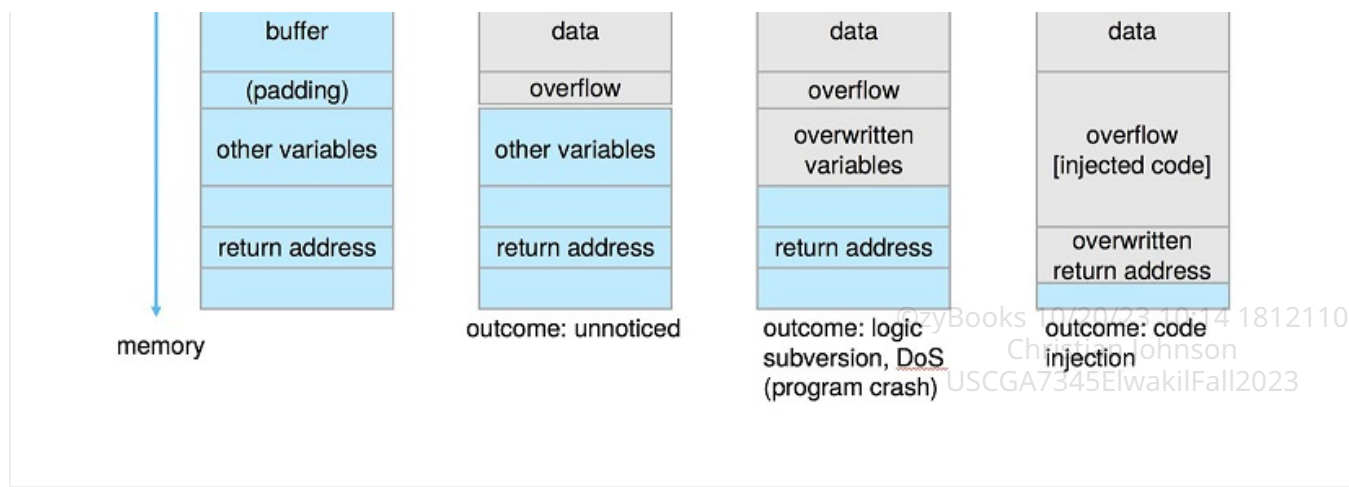 buffer
(padding)
other variables
return address
memory
data
overflow
other variables
return address
outcome: unnoticed
data
overflow
overwritten
variables
return address
outcome: logic
subversion, DoS
(program crash)
data
overflow
[injected code]
overwritten
return address
outcome: code
injection
©zyBooks 10/20/23 10:14 1812110
Christian Johnson
USCGA7345ElwakilFall2023